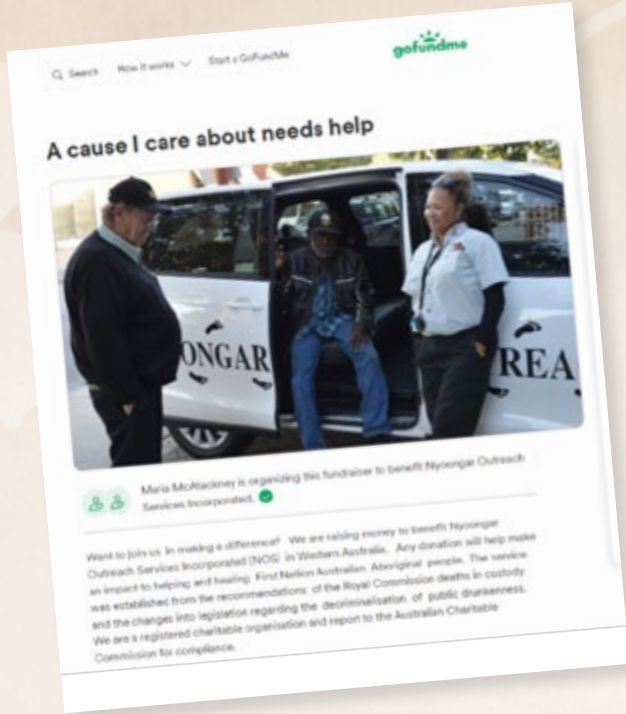 Search How it works Start a GoFundMe gofundme
A cause I care about needs help
ONGAR REA
Maria McAttackney is organizing this fundraiser to benefit Nyoongar Outreach
Services Incorporated.
Want to join us in making a difference? We are raising money to benefit Nyoongar
Outreach Services Incorporated (NOS) in Western Australia. Any donation will help make
an impact to helping and hearing First Nation Australian Aboriginal people. The service
was established from the recommendations of the Royal Commission deaths in custody
and the changes into legislation regarding the decriminalisation of public drunkenness.
We are a registered charitable organisation and report to the Australian Charitable
Commission for compliance.